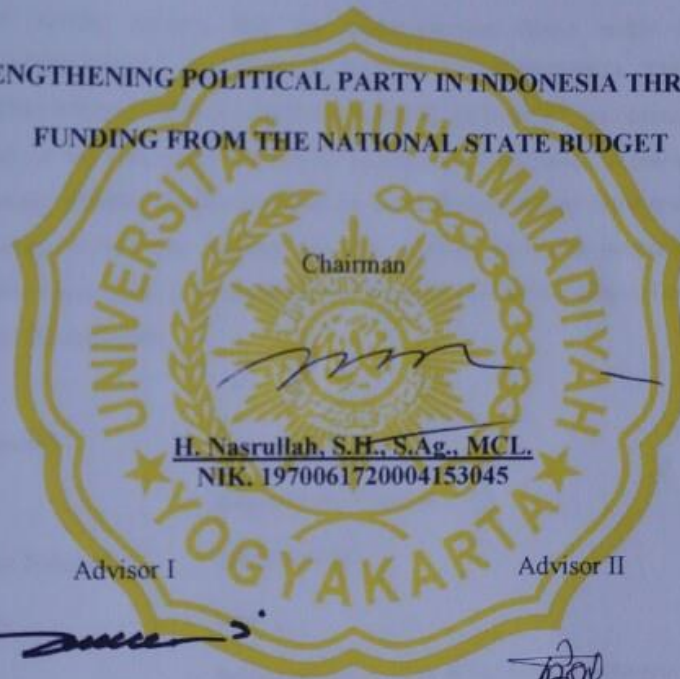 ENGTHENING POLITICAL PARTY IN INDONESIA THR
FUNDING FROM THE NATIONAL STATE BUDGET
UNIVERSITAS MUHAMMADIYAH
YOGYAKARTA
Chairman
H. Nasrullah, S.H., S.Ag., MCL.
NIK. 1970061720004153045
Advisor I
Advisor II